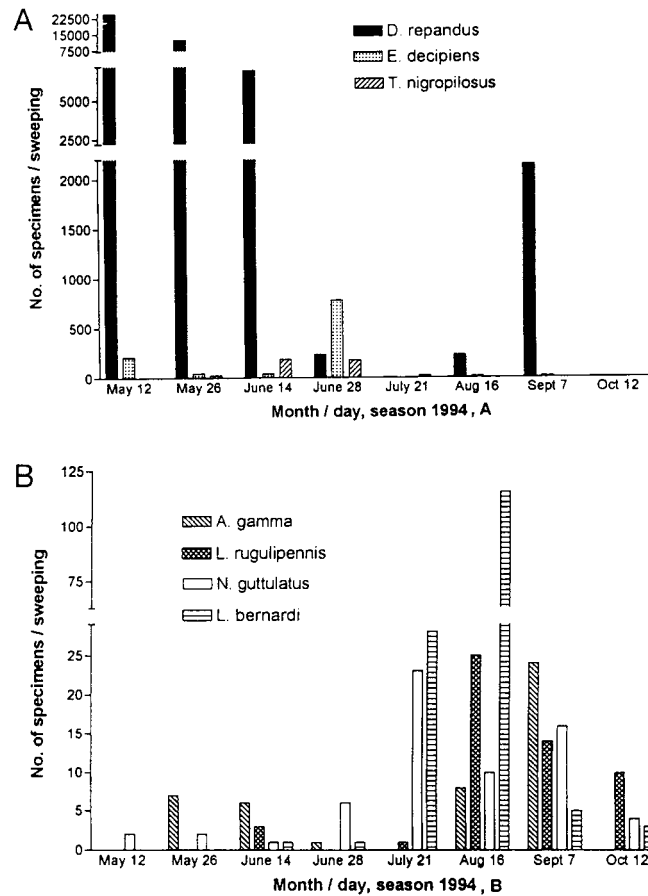 A
No. of specimens / sweeping
22500
15000
7500
5000
2500
2000
1000
500
0
D. repandus
E. decipiens
T. nigropilosus
May 12 May 26 June 14 June 28 July 21 Aug 16 Sept 7 Oct 12
Month / day, season 1994, A
B
No. of specimens / sweeping
125
100
75
25
20
15
10
5
0
A. gamma
L. rugulipennis
N. guttulatus
L. bernardi
May 12 May 26 June 14 June 28 July 21 Aug 16 Sept 7 Oct 12
Month / day, season 1994, B